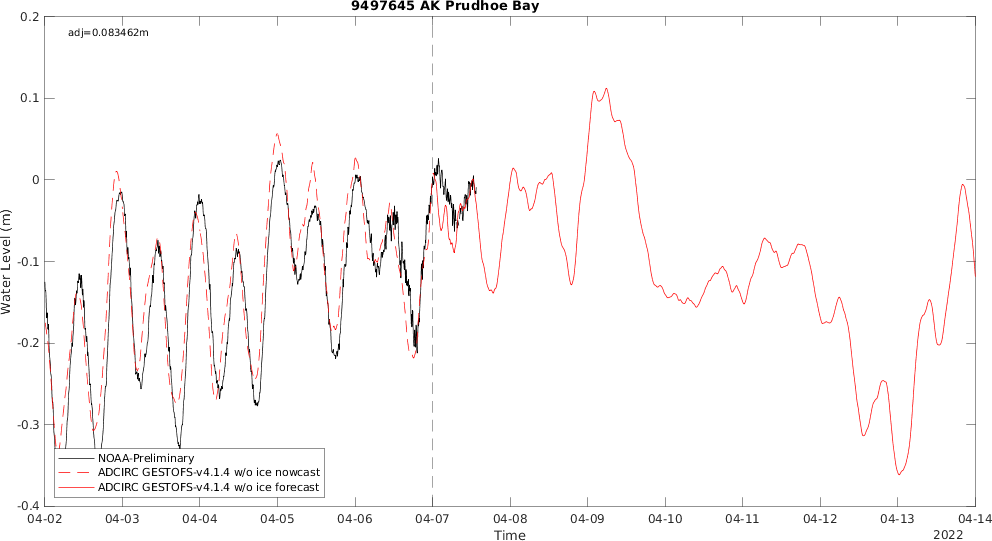 9497645 AK Prudhoe Bay
adj=0.083462m
0.2
0.1
0
-0.1
-0.2
-0.3
-0.4
Water Level (m)
NOAA-Preliminary
ADCIRC GESTOFS-v4.1.4 w/o ice nowcast
ADCIRC GESTOFS-v4.1.4 w/o ice forecast
04-02 04-03 04-04 04-05 04-06 04-07 04-08 04-09 04-10 04-11 04-12 04-13 04-14
Time
2022